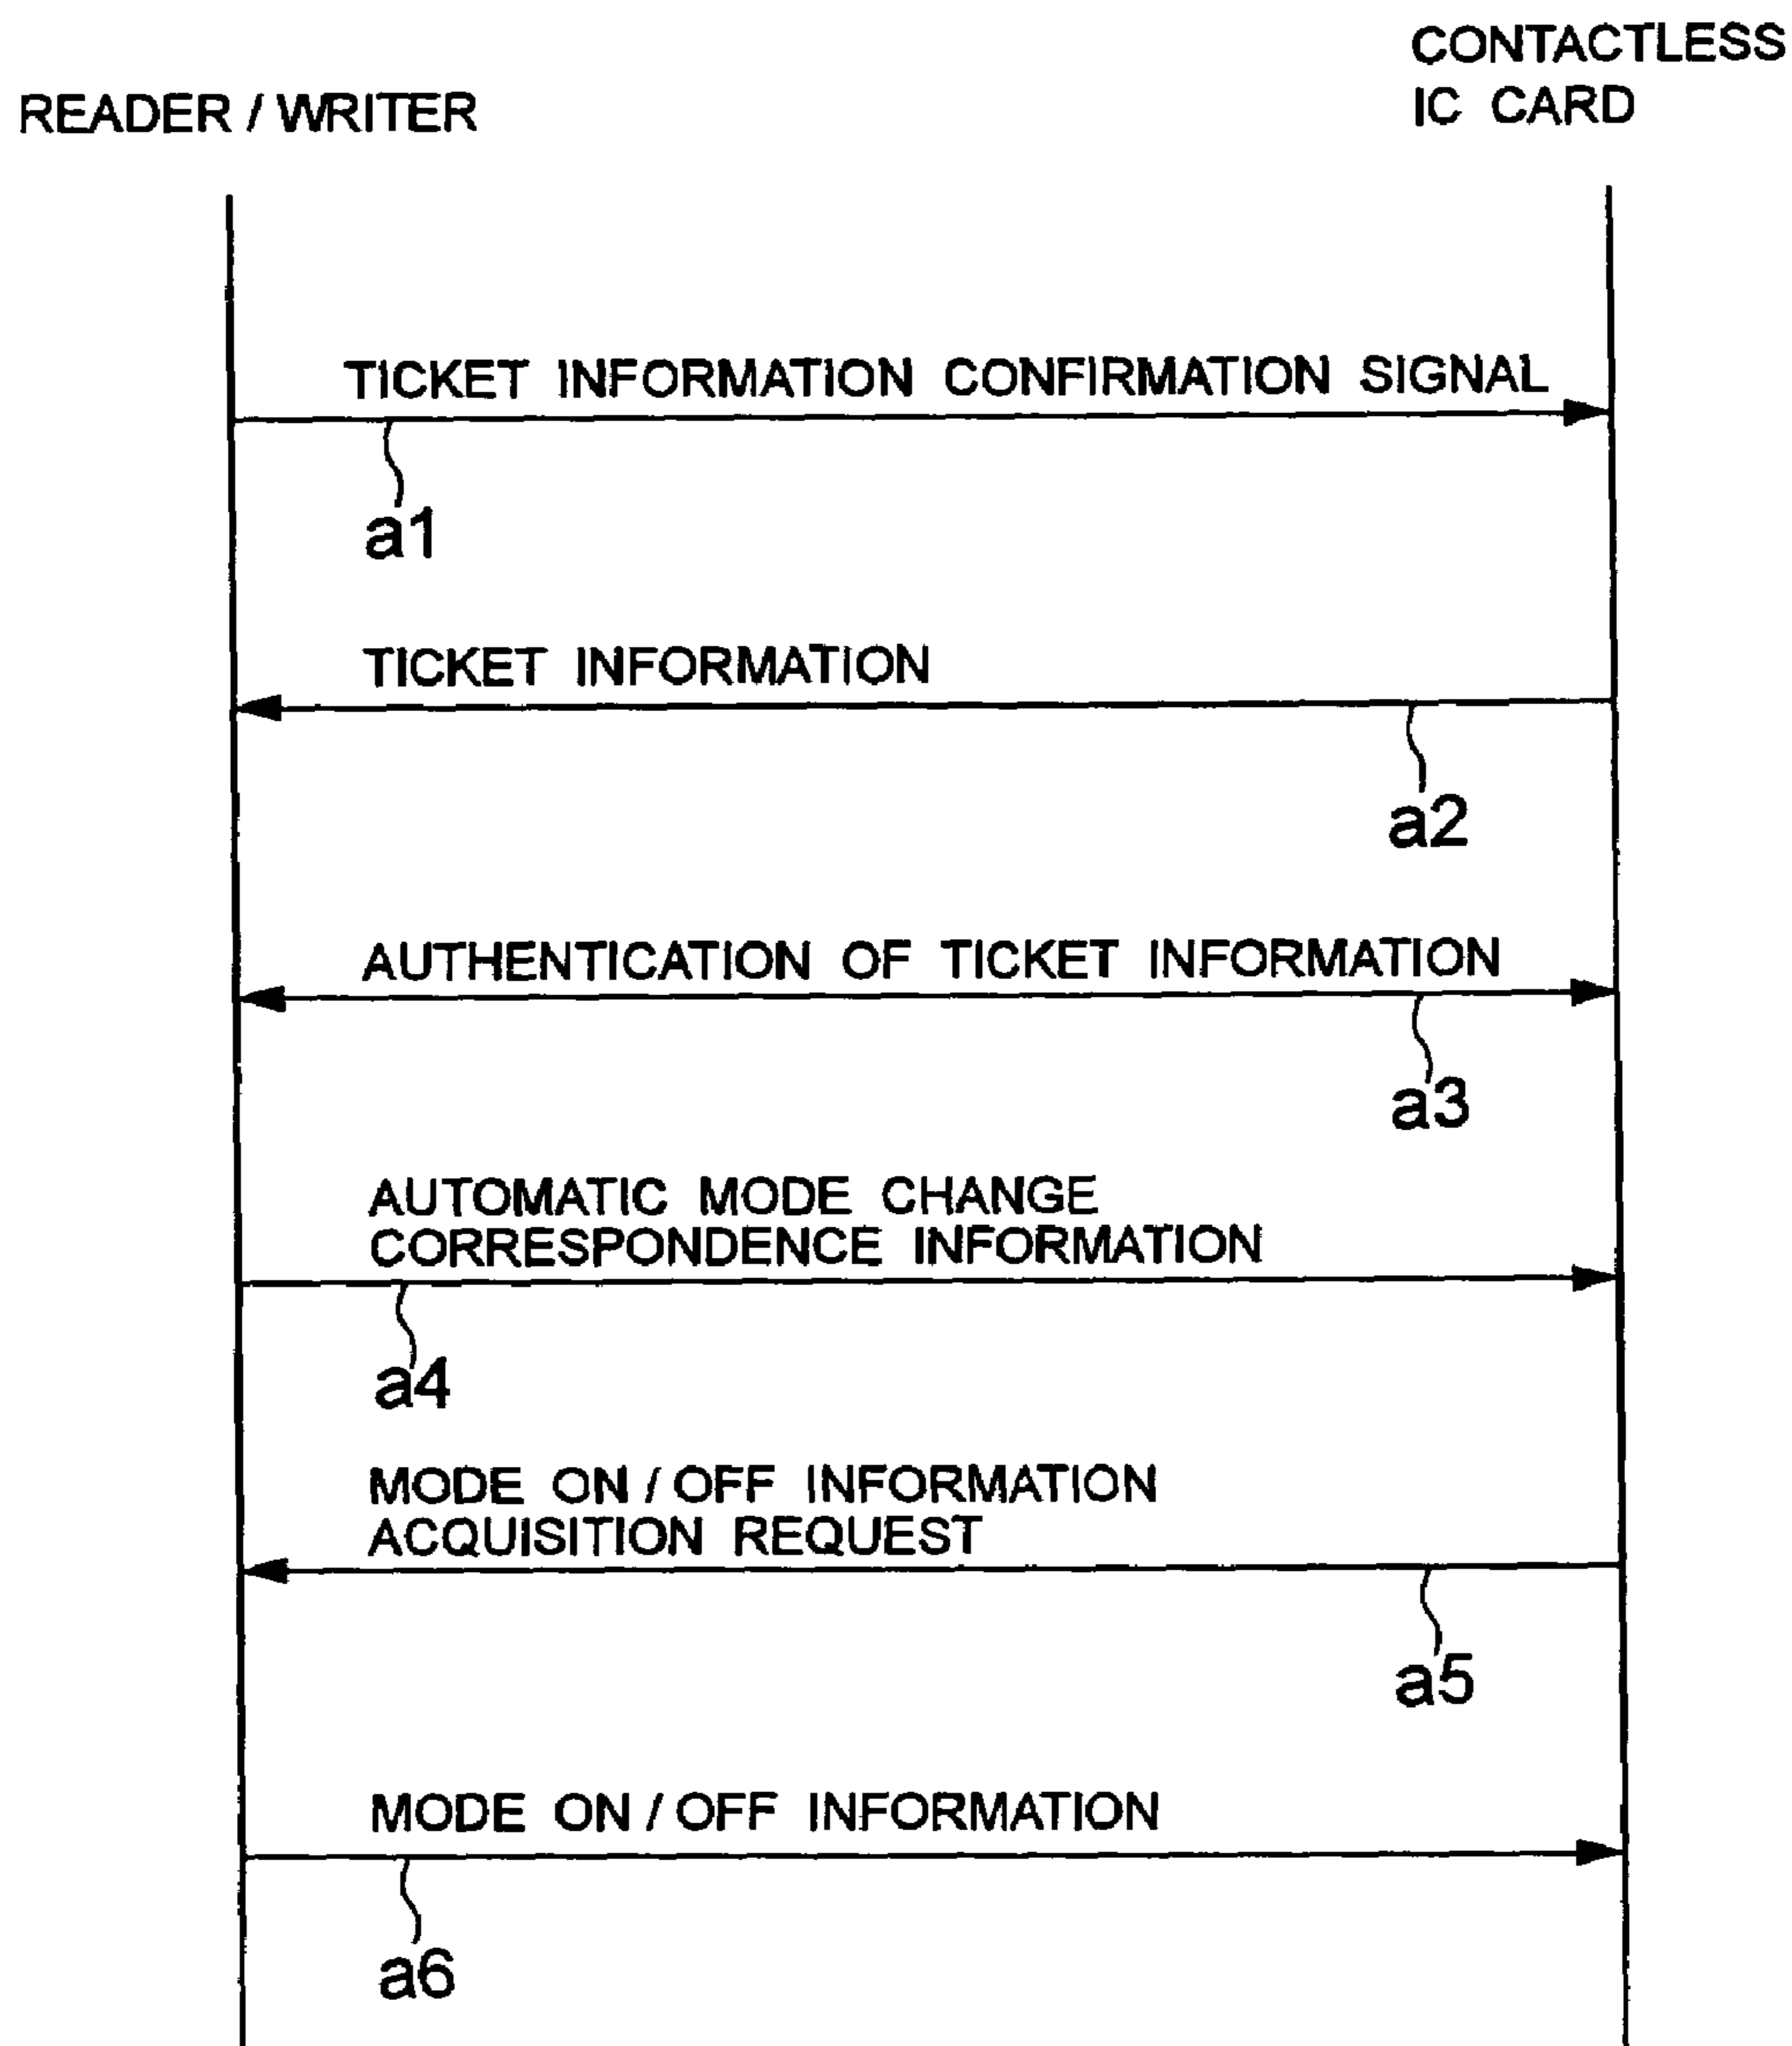 CONTACTLESS
IC CARD
READER / WRITER
TICKET INFORMATION CONFIRMATION SIGNAL
a1
TICKET INFORMATION
a2
AUTHENTICATION OF TICKET INFORMATION
a3
AUTOMATIC MODE CHANGE
CORRESPONDENCE INFORMATION
a4
MODE ON / OFF INFORMATION
ACQUISITION REQUEST
a5
MODE ON / OFF INFORMATION
a6